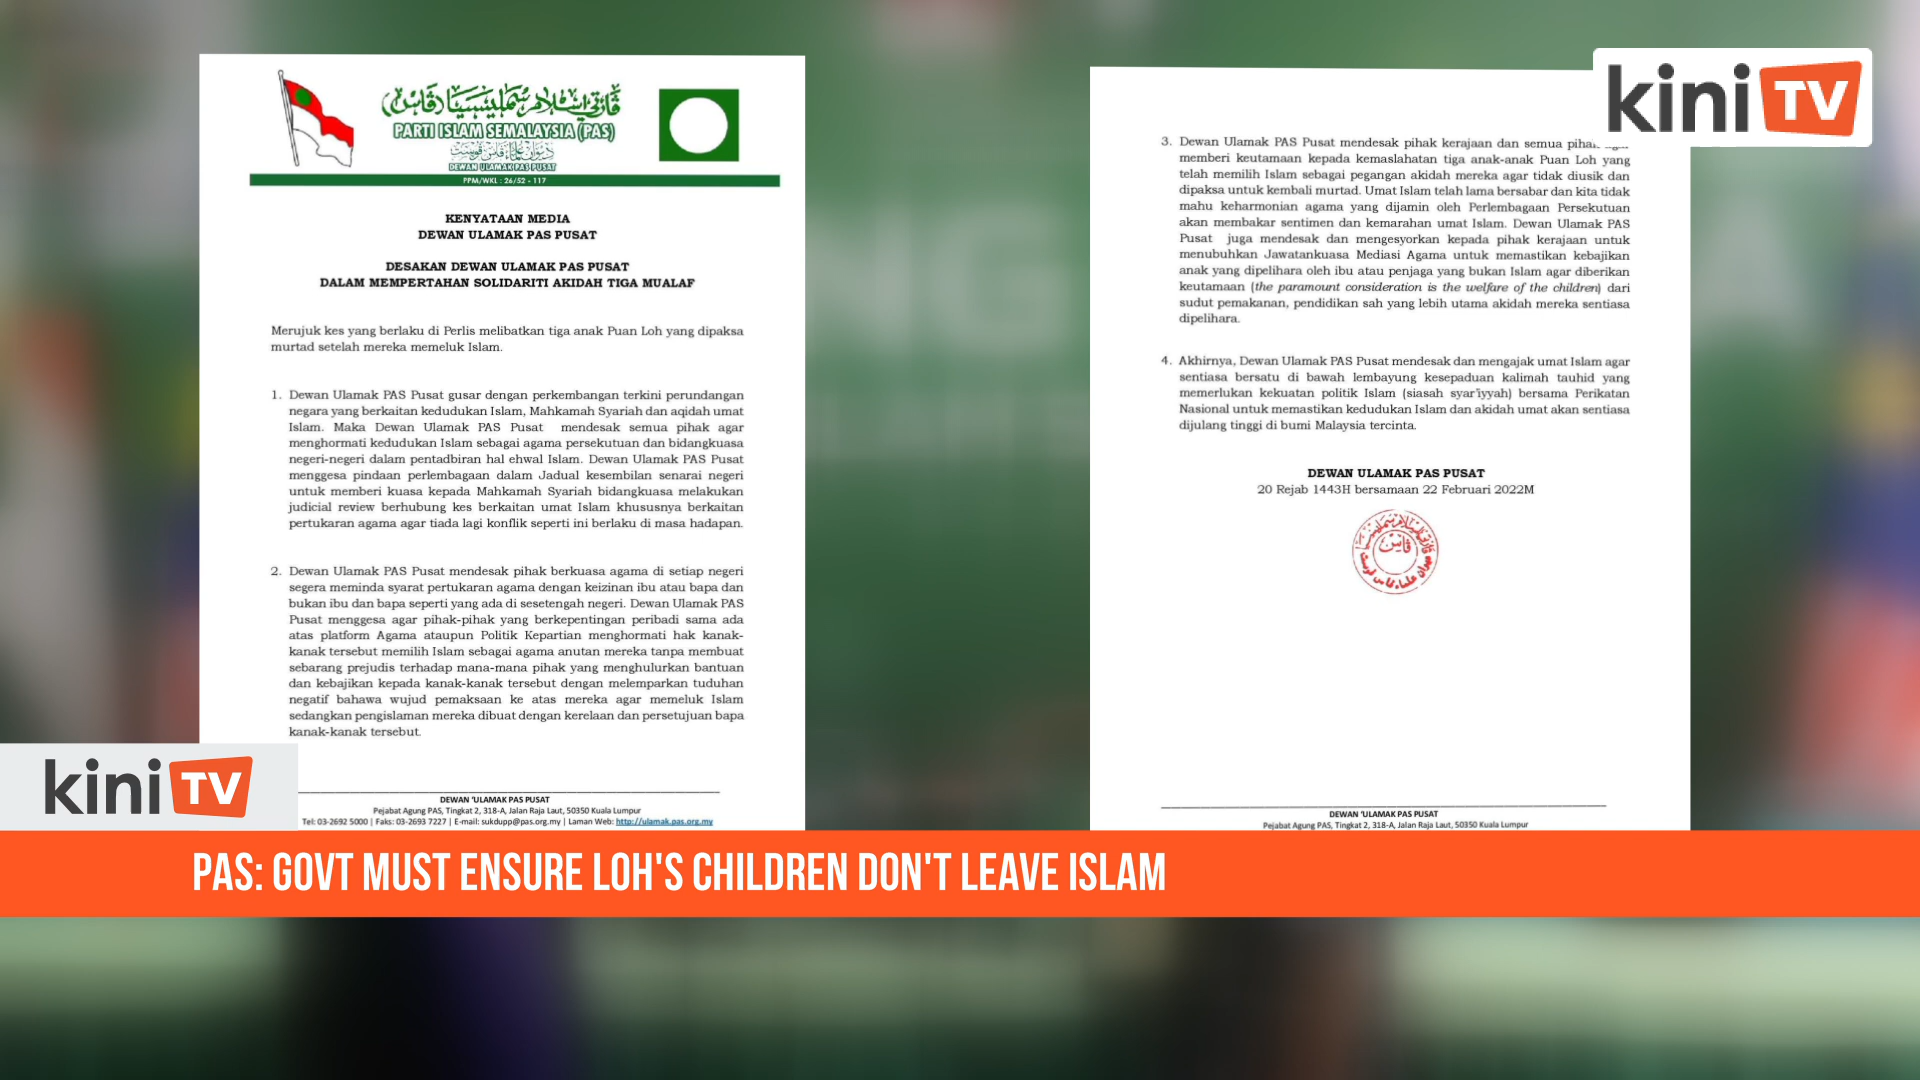 kini TV
PARTI ISLAM SEMALAYSIA (PAS)
DEWAN ULAMAK PAS PUSAT
PPM/WKL : 26/52 - 117
KENYATAAN MEDIA
DEWAN ULAMAK PAS PUSAT
DESAKAN DEWAN ULAMAK PAS PUSAT
DALAM MEMPERTAHAN SOLIDARITI AKIDAH TIGA MUALAF
Merujuk kes yang berlaku di Perlis melibatkan tiga anak Puan Loh yang dipaksa
murtad setelah mereka memeluk Islam.
1. Dewan Ulamak PAS Pusat gusar dengan perkembangan terkini perundangan
negara yang berkaitan kedudukan Islam, Mahkamah Syariah dan aqidah umat
Islam. Maka Dewan Ulamak PAS Pusat mendesak semua pihak agar
menghormati kedudukan Islam sebagai agama persekutuan dan bidangkuasa
negeri-negeri dalam pentadbiran hal ehwal Islam. Dewan Ulamak PAS Pusat
menggesa pindaan perlembagaan dalam Jadual kesembilan senarai negeri
untuk memberi kuasa kepada Mahkamah Syariah bidangkuasa melakukan
judicial review berhubung kes berkaitan umat Islam khususnya berkaitan
pertukaran agama agar tiada lagi konflik seperti ini berlaku di masa hadapan.
2. Dewan Ulamak PAS Pusat mendesak pihak berkuasa agama di setiap negeri
segera meminda syarat pertukaran agama dengan keizinan ibu atau bapa dan
bukan ibu dan bapa seperti yang ada di sesetengah negeri. Dewan Ulamak PAS
Pusat menggesa agar pihak-pihak yang berkepentingan peribadi sama ada
atas platform Agama ataupun Politik Kepartian menghormati hak kanak-
kanak tersebut memilih Islam sebagai agama anutan mereka tanpa membuat
sebarang prejudis terhadap mana-mana pihak yang menghulurkan bantuan
dan kebajikan kepada kanak-kanak tersebut dengan melemparkan tuduhan
negatif bahawa wujud pemaksaan ke atas mereka agar memeluk Islam
sedangkan pengislaman mereka dibuat dengan kerelaan dan persetujuan bapa
kanak-kanak tersebut.
DEWAN 'ULAMAK PAS PUSAT
Pejabat Agung PAS, Tingkat 2, 318-A, Jalan Raja Laut, 50350 Kuala Lumpur
Tel: 03-2692 5000 | Faks: 03-2693 7227 | E-mail: sukdupp@pas.org.my | Laman Web: http://ulamak.pas.org.my
3. Dewan Ulamak PAS Pusat mendesak pihak kerajaan dan semua
memberi keutamaan kepada kemaslahatan tiga anak-anak Puan Loh yang
telah memilih Islam sebagai pegangan akidah mereka agar tidak diusik dan
dipaksa untuk kembali murtad. Umat Islam telah lama bersabar dan kita tidak
mahu keharmonian agama yang dijamin oleh Perlembagaan Persekutuan
akan membakar sentimen dan kemarahan umat Islam. Dewan Ulamak PAS
Pusat juga mendesak dan mengesyorkan kepada pihak kerajaan untuk
menubuhkan Jawatankuasa Mediasi Agama untuk memastikan kebajikan
anak yang dipelihara oleh ibu atau penjaga yang bukan Islam agar diberikan
keutamaan (the paramount consideration is the welfare of the children) dari
sudut pemakanan, pendidikan sah yang lebih utama akidah mereka sentiasa
dipelihara.
4. Akhirnya, Dewan Ulamak PAS Pusat mendesak dan mengajak umat Islam agar
sentiasa bersatu di bawah lembayung kesepaduan kalimah tauhid yang
memerlukan kekuatan politik Islam (siasah syar'iyyah) bersama Perikatan
Nasional untuk memastikan kedudukan Islam dan akidah umat akan sentiasa
dijulang tinggi di bumi Malaysia tercinta.
DEWAN ULAMAK PAS PUSAT
20 Rejab 1443H bersamaan 22 Februari 2022M
DEWAN 'ULAMAK PAS PUSAT
Pejabat Agung PAS, Tingkat 2, 318-A, Jalan Raja Laut, 50350 Kuala Lumpur
kini TV
PAS: GOVT MUST ENSURE LOH'S CHILDREN DON'T LEAVE ISLAM